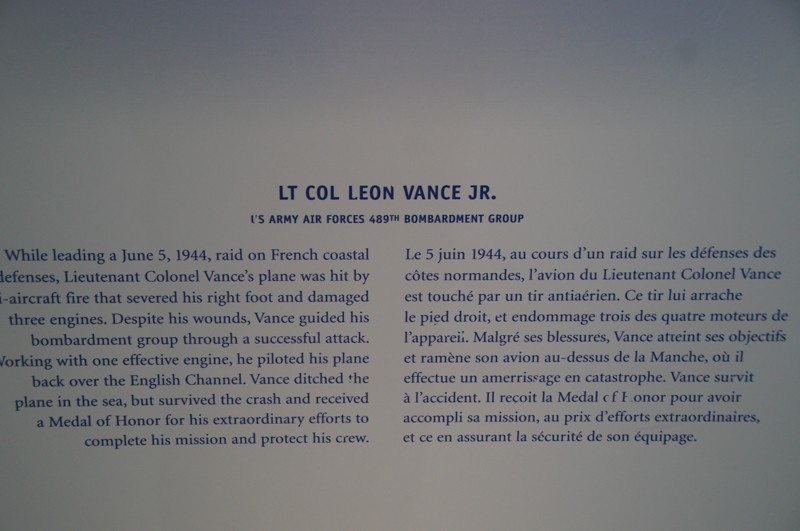 LT COL LEON VANCE JR.
U'S ARMY AIR FORCES 489TH BOMBARDMENT GROUP
While leading a June 5, 1944, raid on French coastal
defenses, Lieutenant Colonel Vance's plane was hit by
i-aircraft fire that severed his right foot and damaged
three engines. Despite his wounds, Vance guided his
bombardment group through a successful attack.
Working with one effective engine, he piloted his plane
back over the English Channel. Vance ditched the
plane in the sea, but survived the crash and received
a Medal of Honor for his extraordinary efforts to
complete his mission and protect his crew.
Le 5 juin 1944, au cours d'un raid sur les défenses des
côtes normandes, l'avion du Lieutenant Colonel Vance
est touché par un tir antiaérien. Ce tir lui arrache
le pied droit, et endommage trois des quatre moteurs de
l'appareil. Malgré ses blessures, Vance atteint ses objectifs
et ramène son avion au-dessus de la Manche, où il
effectue un amerrissage en catastrophe. Vance survit
à l'accident. Il recoit la Medal of Honor pour avoir
accompli sa mission, au prix d'efforts extraordinaires,
et ce en assurant la sécurité de son équipage.